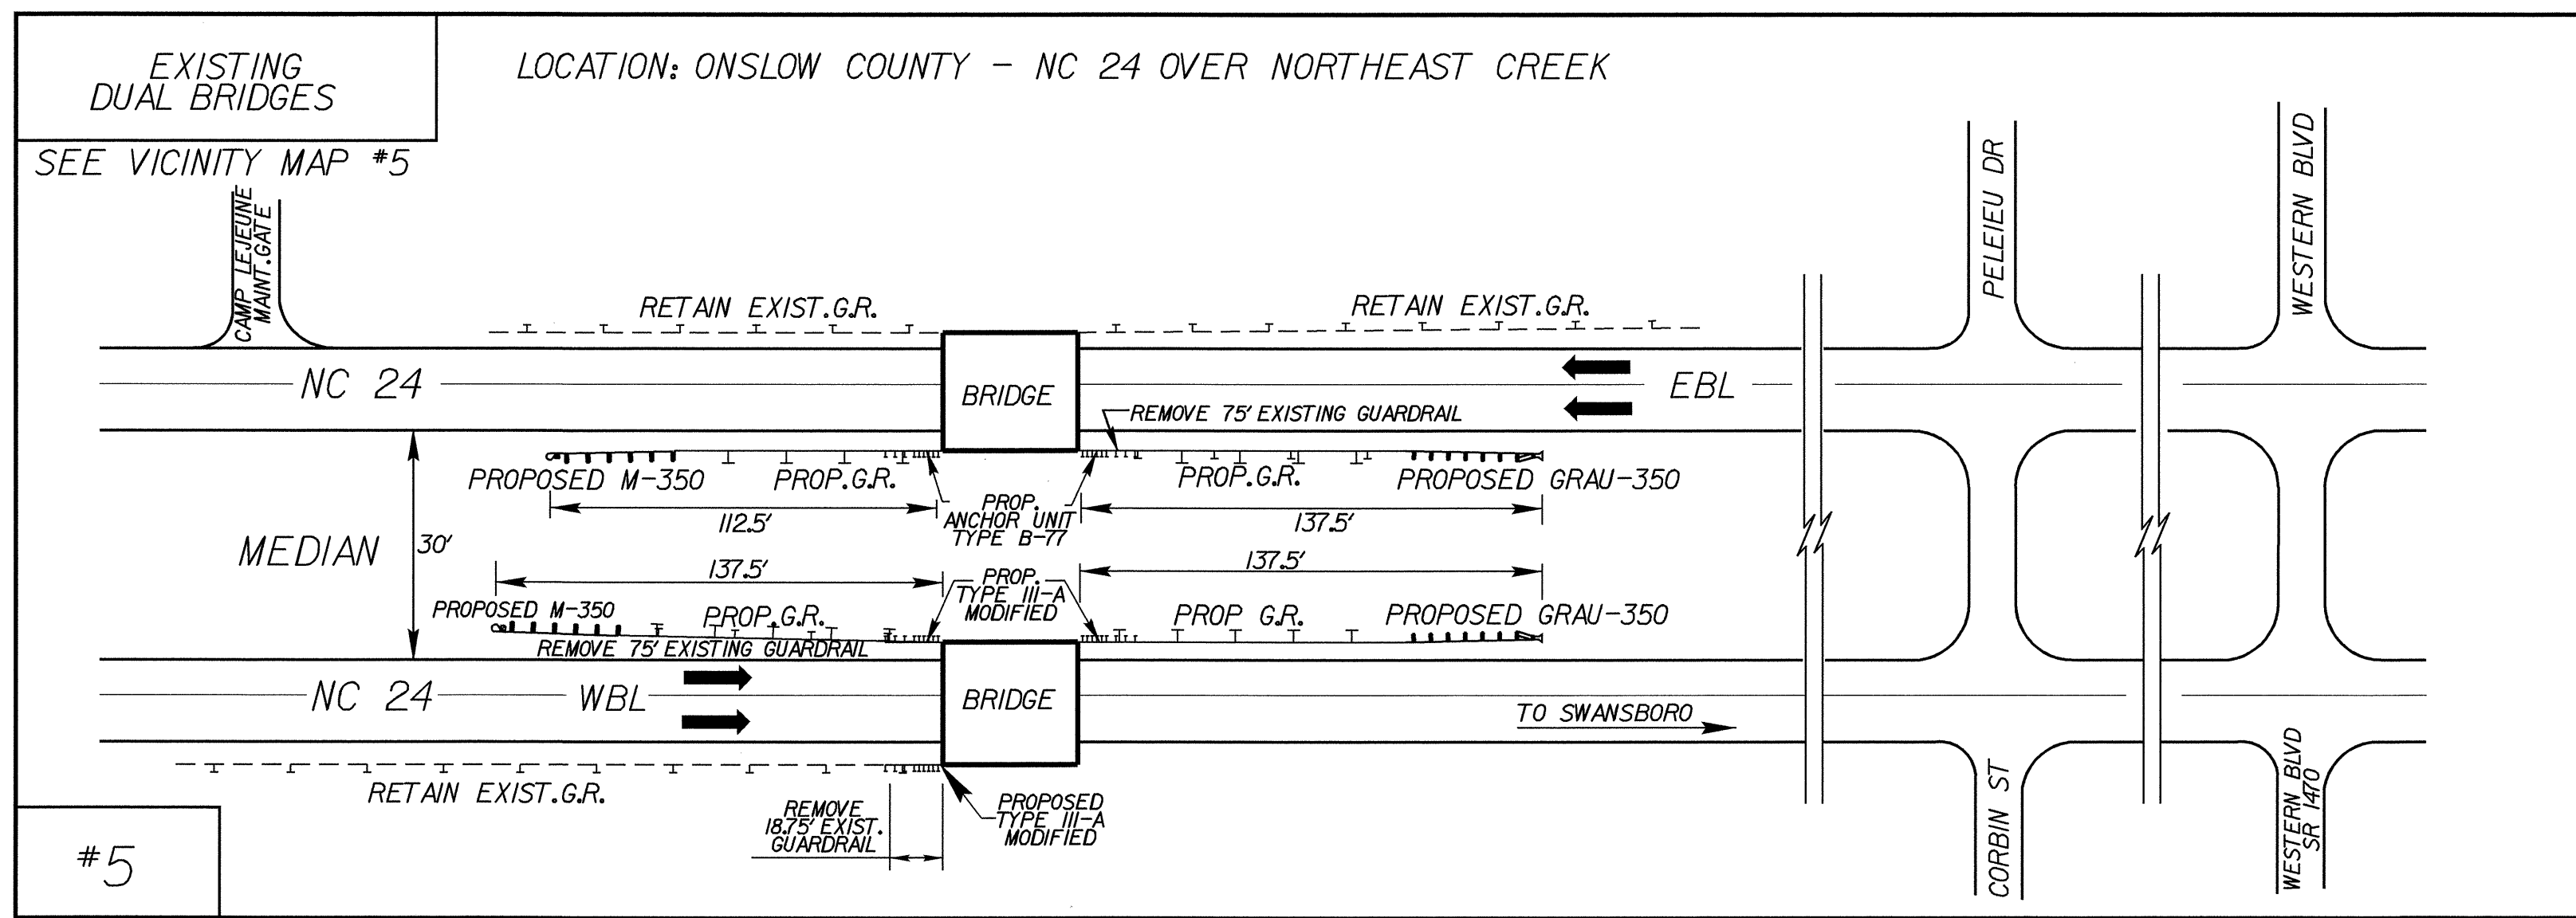 EXISTING
DUAL BRIDGES
LOCATION: ONSLOW COUNTY - NC 24 OVER NORTHEAST CREEK
SEE VICINITY MAP #5
CAMP LEJEUNE
MAINT. GATE
PELEIEU DR
WESTERN BLVD
RETAIN EXIST. G.R.
RETAIN EXIST. G.R.
NC 24
BRIDGE
EBL
REMOVE 75' EXISTING GUARDRAIL
PROPOSED M-350
PROP. G.R.
PROP. G.R.
PROPOSED GRAU-350
PROP.
ANCHOR UNIT
TYPE B-77
112.5'
137.5'
MEDIAN
30'
137.5'
137.5'
PROP.
TYPE III-A
MODIFIED
PROPOSED M-350
PROP. G.R.
PROP G.R.
PROPOSED GRAU-350
REMOVE 75' EXISTING GUARDRAIL
NC 24
WBL
BRIDGE
TO SWANSBORO
RETAIN EXIST. G.R.
REMOVE
18.75' EXIST.
GUARDRAIL
PROPOSED
TYPE III-A
MODIFIED
CORBIN ST
WESTERN BLVD
SR 1470
#5